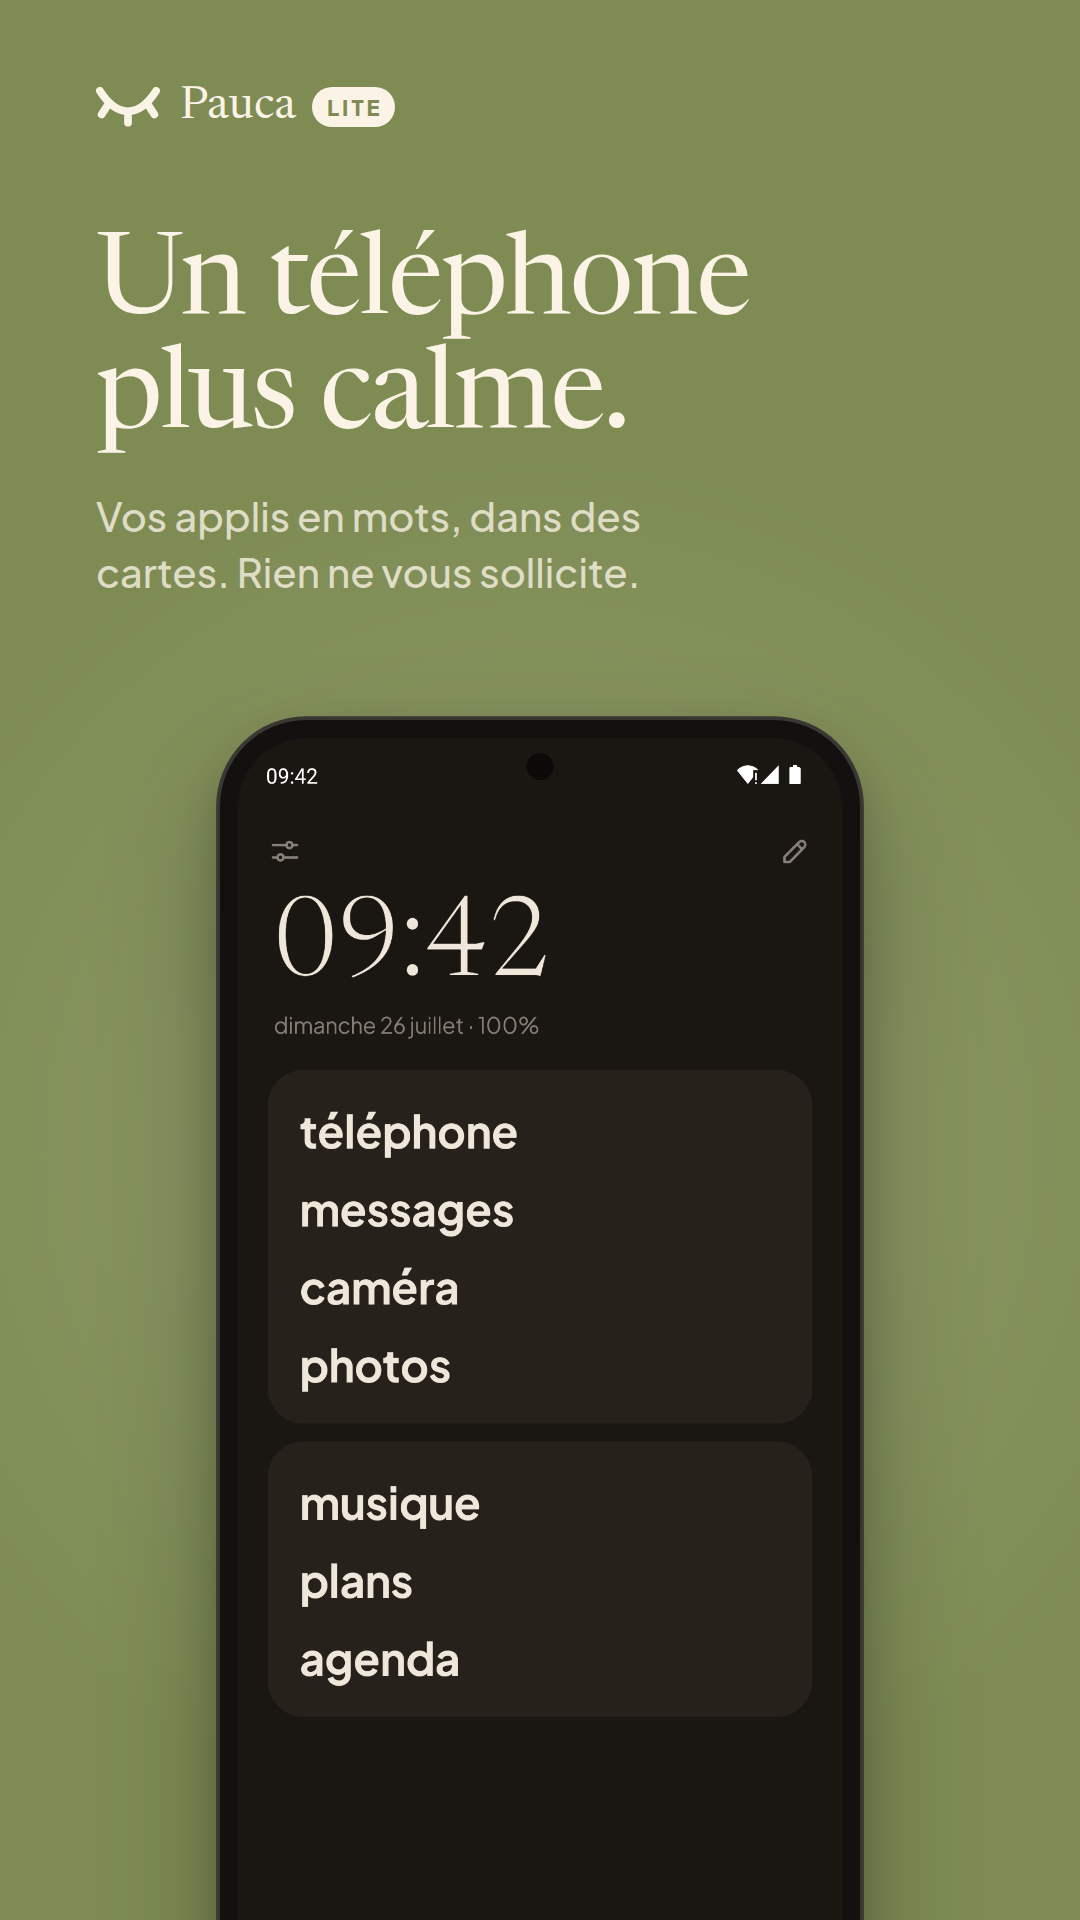 Pauca LITE
Un téléphone
plus calme.
Vos applis en mots, dans des
cartes. Rien ne vous sollicite.
09:42
09:42
dimanche 26 juillet · 100%
téléphone
messages
caméra
photos
musique
plans
agenda